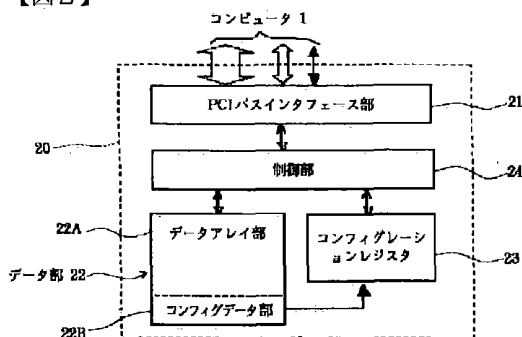 【図2】
コンピュータ 1
PCIバスインタフェース部
21
20
制御部
24
22A
データアレイ部
コンフィグレーシ
ョンレジスタ
23
データ部 22
コンフィグデータ部
22B